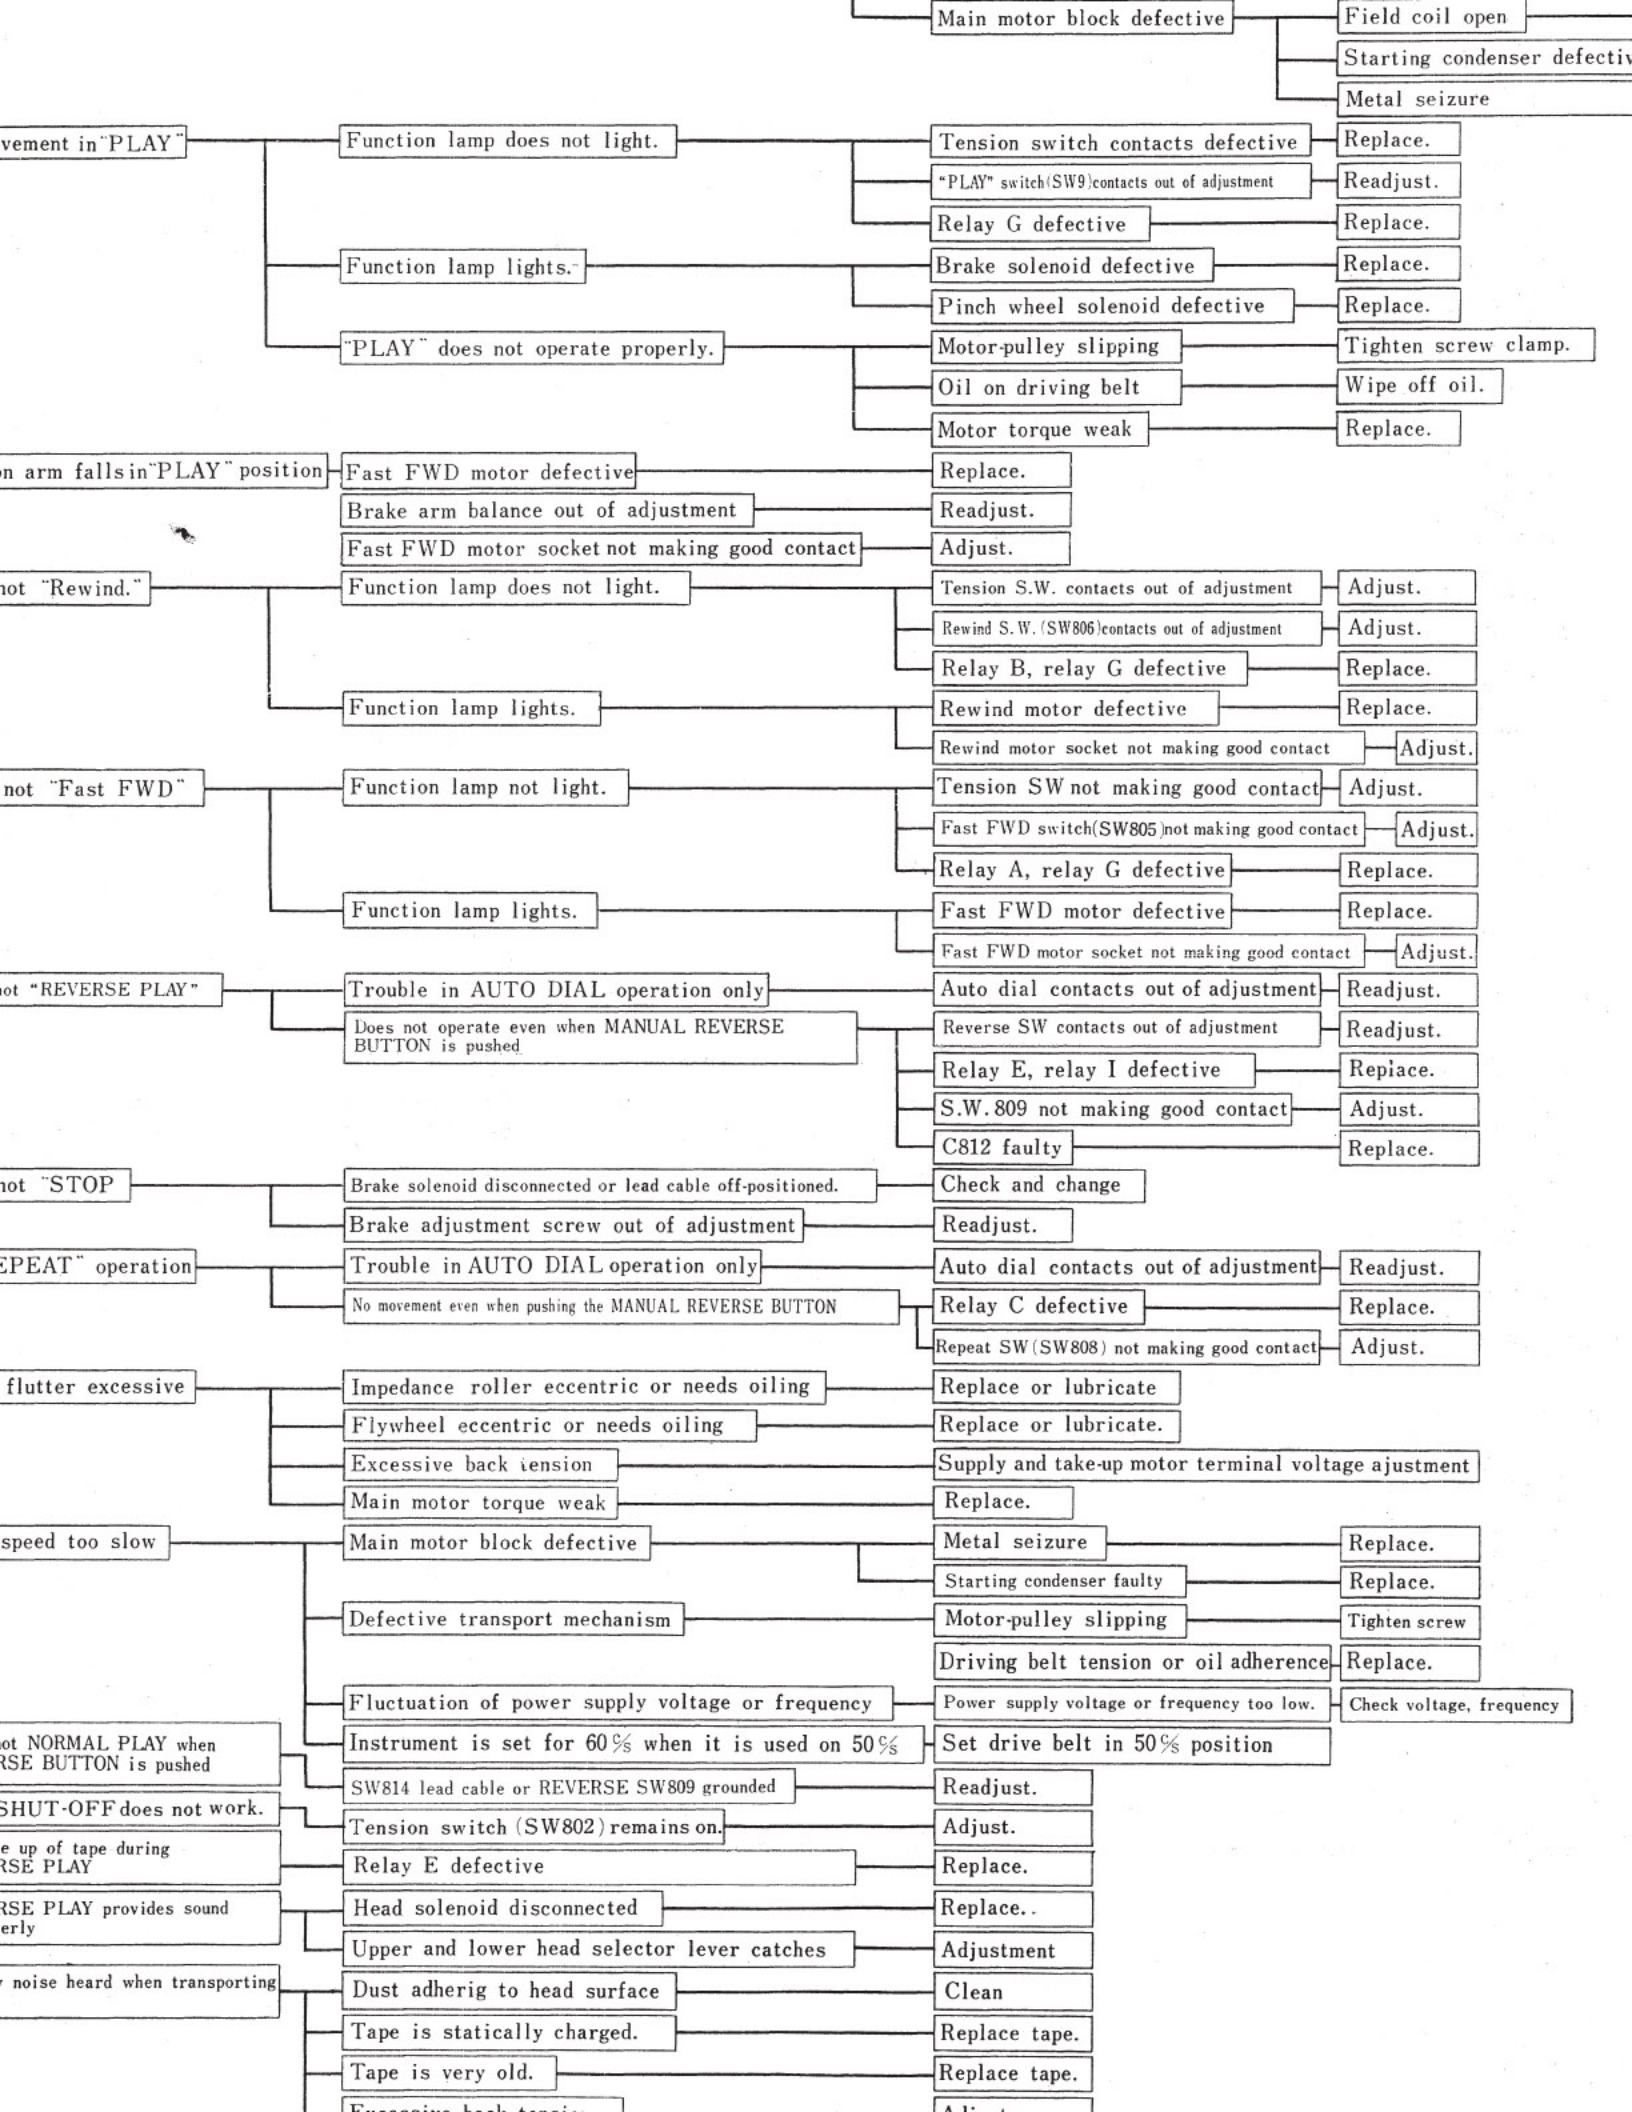 Main motor block defective
Field coil open
Starting condenser
Metal seizure
in "PLAY"
Function lamp does not light.
Tension switch contacts defective
Replace.
"PLAY" switch(SW9)contacts out of adjustment
Readjust.
Relay G defective
Replace.
Function lamp lights.
Brake solenoid defective
Replace.
Pinch wheel solenoid defective
Replace.
"PLAY" does not operate properly.
Motor-pulley slipping
Tighten screw clamp.
Oil on driving belt
Wipe off oil.
Motor torque weak
Replace.
arm falls in "PLAY" position
Fast FWD motor defective
Replace.
Brake arm balance out of adjustment
Readjust.
Fast FWD motor socket not making good contact
Adjust.
"Rewind."
Function lamp does not light.
Tension S.W. contacts out of adjustment
Adjust.
Rewind S.W. (SW806)contacts out of adjustment
Adjust.
Relay B, relay G defective
Replace.
Function lamp lights.
Rewind motor defective
Replace.
Rewind motor socket not making good contact
Adjust.
not "Fast FWD"
Function lamp not light.
Tension SW not making good contact
Adjust.
Fast FWD switch(SW805)not making good contact
Adjust.
Relay A, relay G defective
Replace.
Function lamp lights.
Fast FWD motor defective
Replace.
Fast FWD motor socket not making good contact
Adjust.
"REVERSE PLAY"
Trouble in AUTO DIAL operation only
Auto dial contacts out of adjustment
Readjust.
Does not operate even when MANUAL REVERSE
BUTTON is pushed
Reverse SW contacts out of adjustment
Readjust.
Relay E, relay I defective
Replace.
S.W.809 not making good contact
Adjust.
C812 faulty
Replace.
"STOP
Brake solenoid disconnected or lead cable off-positioned.
Check and change
Brake adjustment screw out of adjustment
Readjust.
EPEAT" operation
Trouble in AUTO DIAL operation only
Auto dial contacts out of adjustment
Readjust.
No movement even when pushing the MANUAL REVERSE BUTTON
Relay C defective
Replace.
Repeat SW(SW808) not making good contact
Adjust.
flutter excessive
Impedance roller eccentric or needs oiling
Replace or lubricate
Flywheel eccentric or needs oiling
Replace or lubricate.
Excessive back tension
Supply and take-up motor terminal voltage ajustment
Main motor torque weak
Replace.
speed too slow
Main motor block defective
Metal seizure
Replace.
Starting condenser faulty
Replace.
Defective transport mechanism
Motor-pulley slipping
Tighten screw
Driving belt tension or oil adherence
Replace.
Fluctuation of power supply voltage or frequency
Power supply voltage or frequency too low.
Check voltage, frequency
Instrument is set for 60 c/s when it is used on 50 c/s
Set drive belt in 50 c/s position
NORMAL PLAY when
RSE BUTTON is pushed
SW814 lead cable or REVERSE SW809 grounded
Readjust.
SHUT-OFF does not work.
Tension switch (SW802) remains on.
Adjust.
e up of tape during
RSE PLAY
Relay E defective
Replace.
RSE PLAY provides sound
erly
Head solenoid disconnected
Replace..
Upper and lower head selector lever catches
Adjustment
noise heard when transporting
Dust adherig to head surface
Clean
Tape is statically charged.
Replace tape.
Tape is very old.
Replace tape.